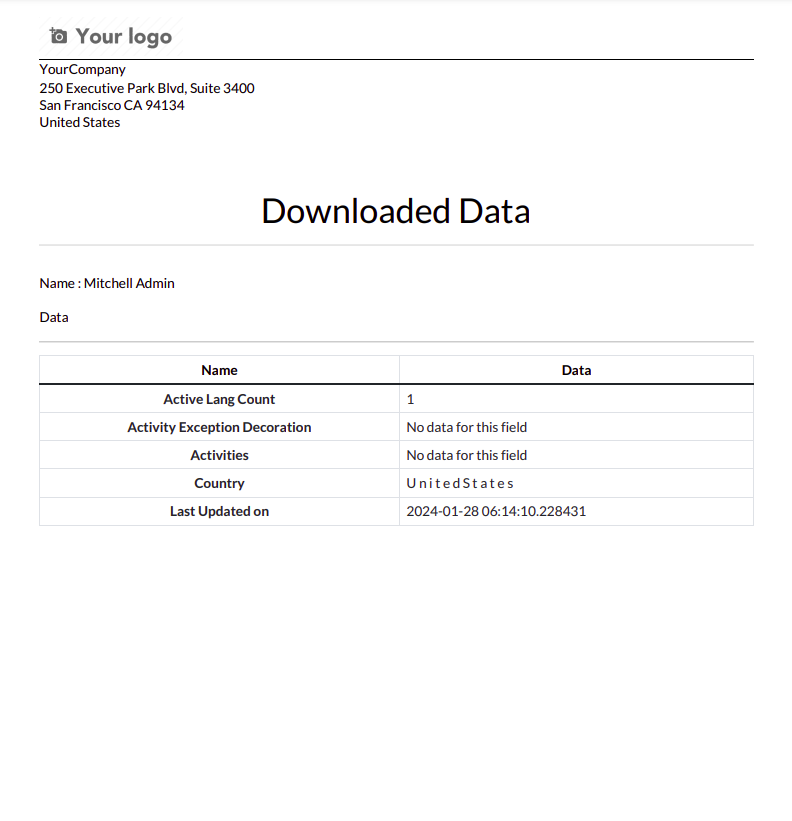 Your logo
YourCompany
250 Executive Park Blvd, Suite 3400
San Francisco CA 94134
United States
Downloaded Data
Name : Mitchell Admin
Data
Name Data
Active Lang Count 1
Activity Exception Decoration No data for this field
Activities No data for this field
Country U n i t e d S t a t e s
Last Updated on 2024-01-28 06:14:10.228431